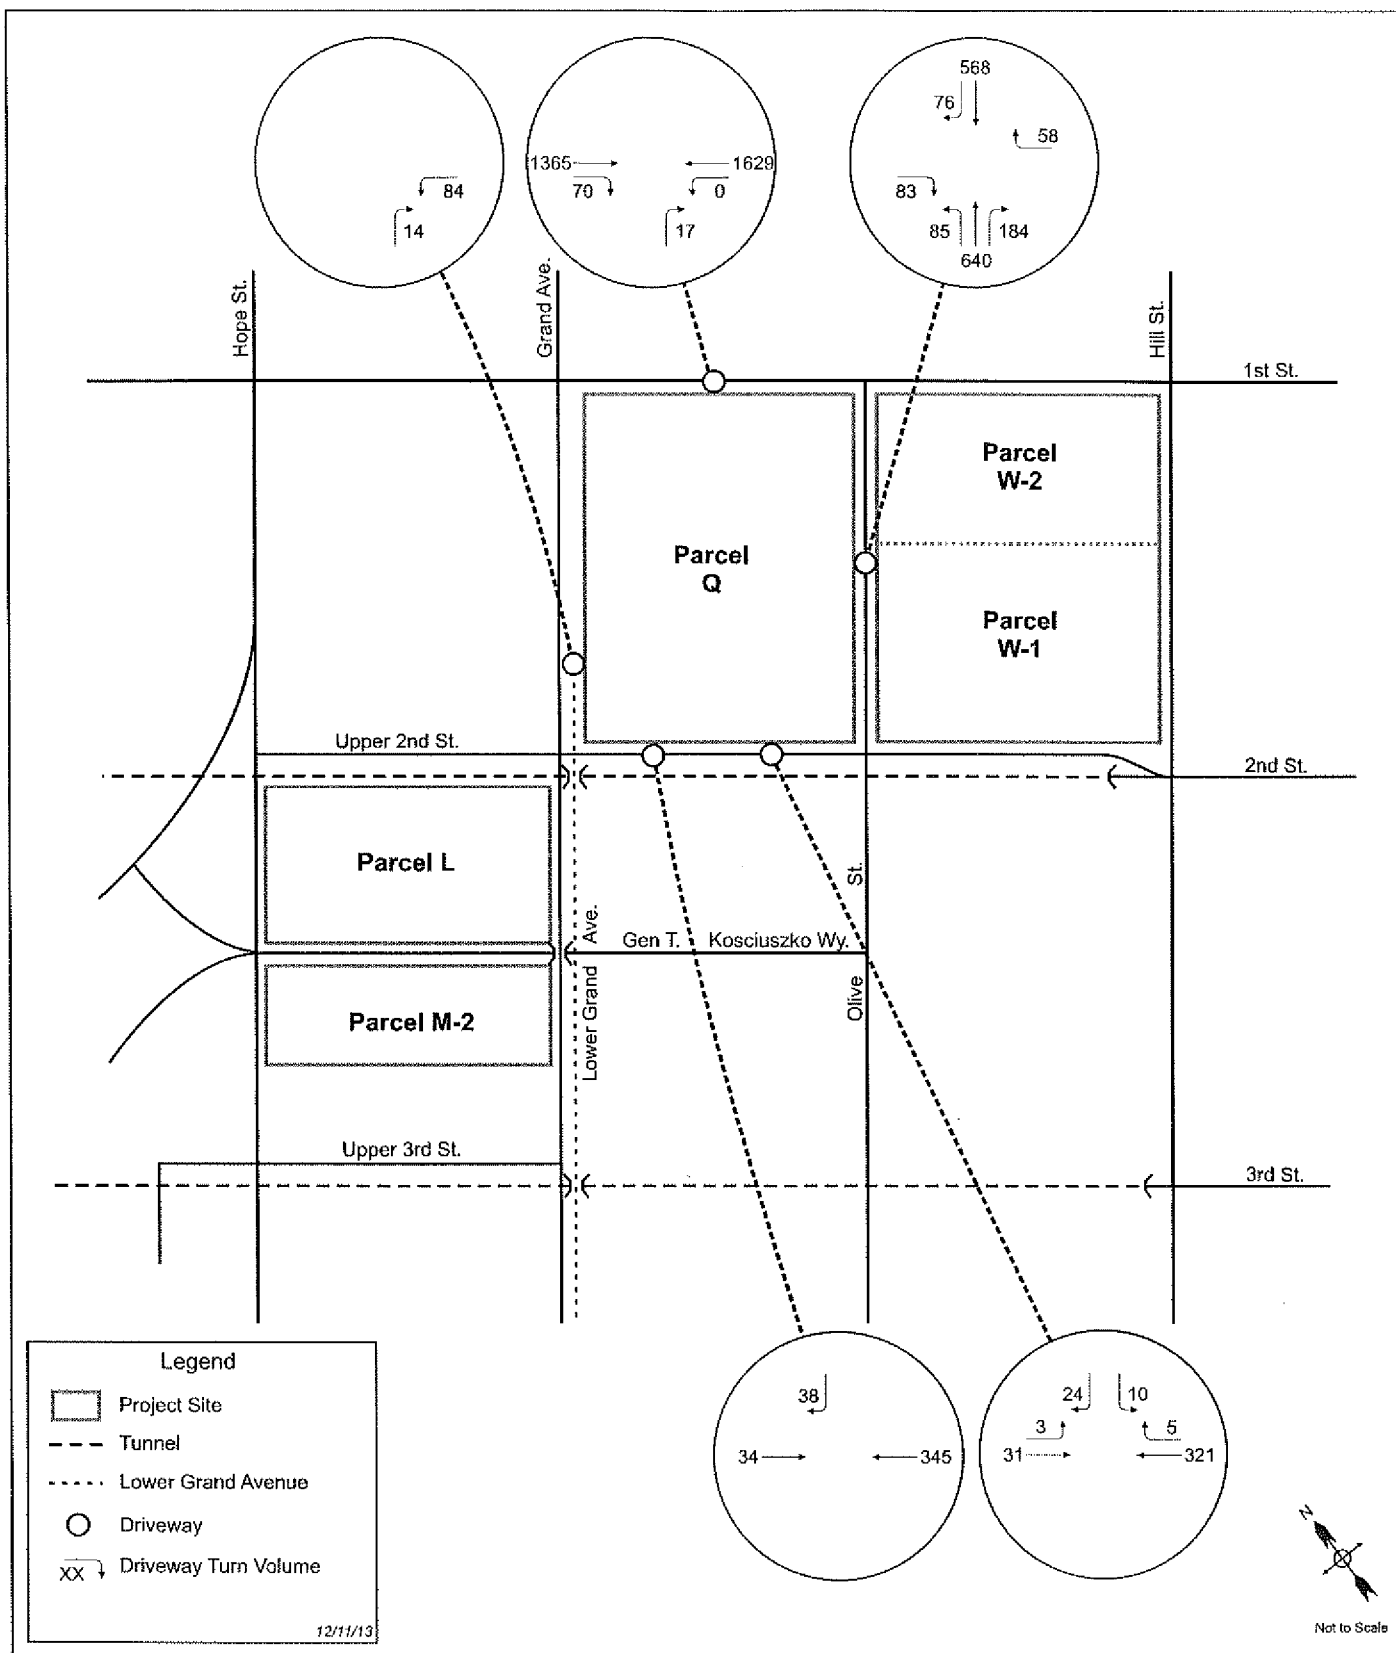 568
76
58
84
14
1365
1629
70
0
17
83
85
184
640
Hope St.
Grand Ave.
Hill St.
1st St.
Parcel
W-2
Parcel
Q
Parcel
W-1
Upper 2nd St.
2nd St.
Parcel L
Gen T. Kosciuszko Wy.
Lower Grand Ave.
Olive St.
Parcel M-2
Upper 3rd St.
3rd St.
38
34
345
24
10
3
5
31
321
Legend
Project Site
Tunnel
Lower Grand Avenue
Driveway
XX Driveway Turn Volume
12/11/13
N
Not to Scale